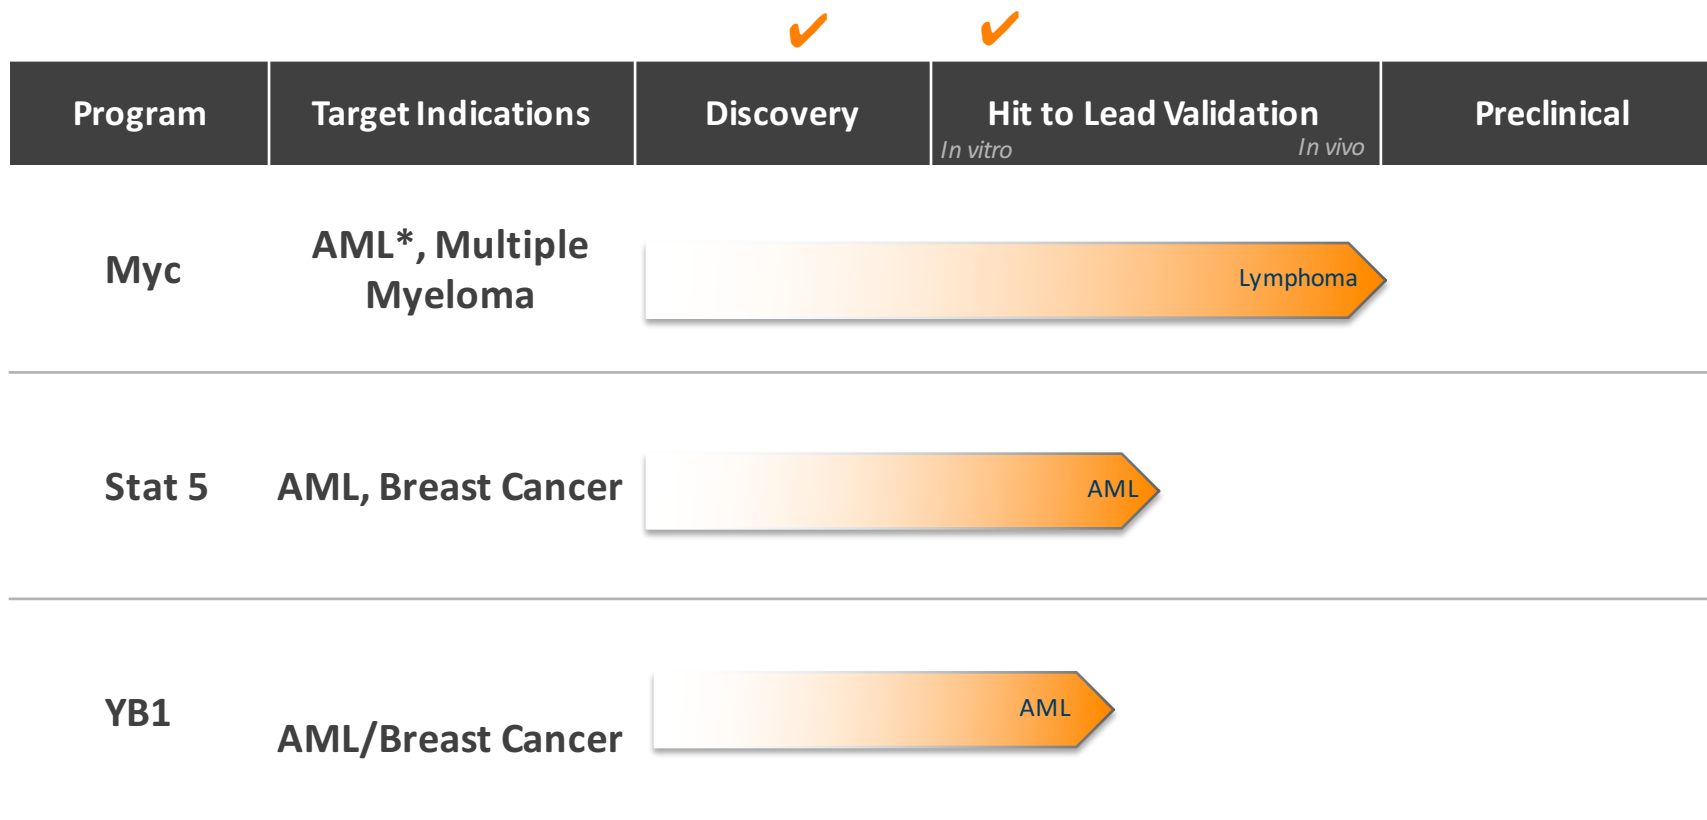 ✔ ✔
Program Target Indications Discovery Hit to Lead Validation Preclinical
In vitro In vivo
Myc
AML*, Multiple
Myeloma
Lymphoma
Stat 5
AML, Breast Cancer
AML
YB1
AML/Breast Cancer
AML